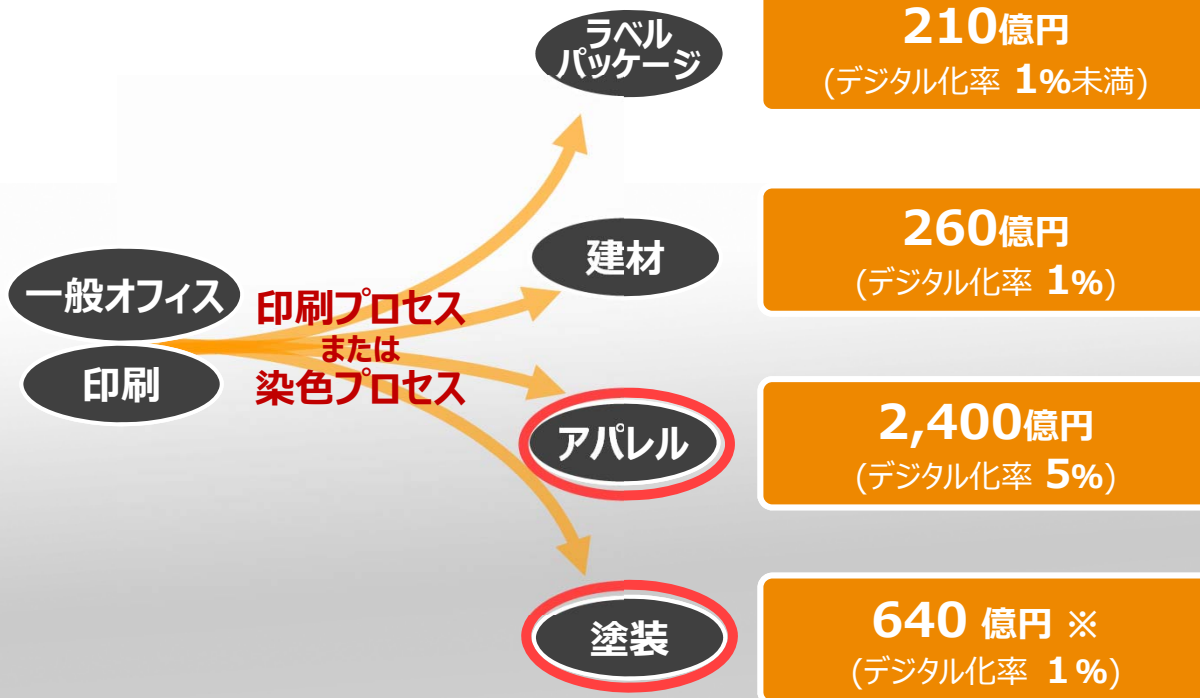 ラベル
パッケージ
210億円
(デジタル化率 1%未満)
建材
260億円
(デジタル化率 1%)
一般オフィス
印刷
印刷プロセス
または
染色プロセス
アパレル
2,400億円
(デジタル化率 5%)
塗装
640 億円 ※
(デジタル化率 1%)